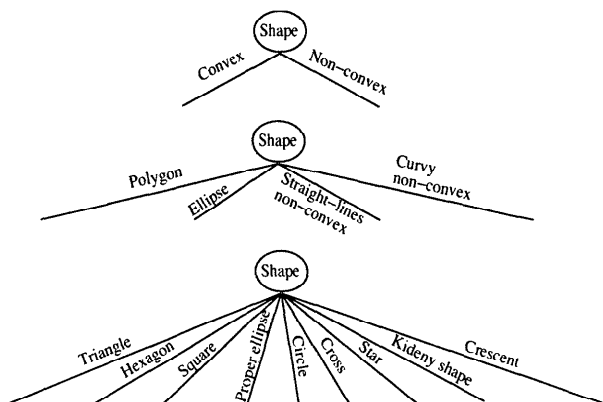 Shape
Convex
Non-convex
Shape
Polygon
Ellipse
Straight-lines
non-convex
Curvy
non-convex
Shape
Triangle
Hexagon
Square
Proper ellipse
Circle
Cross
Star
Kideny shape
Crescent